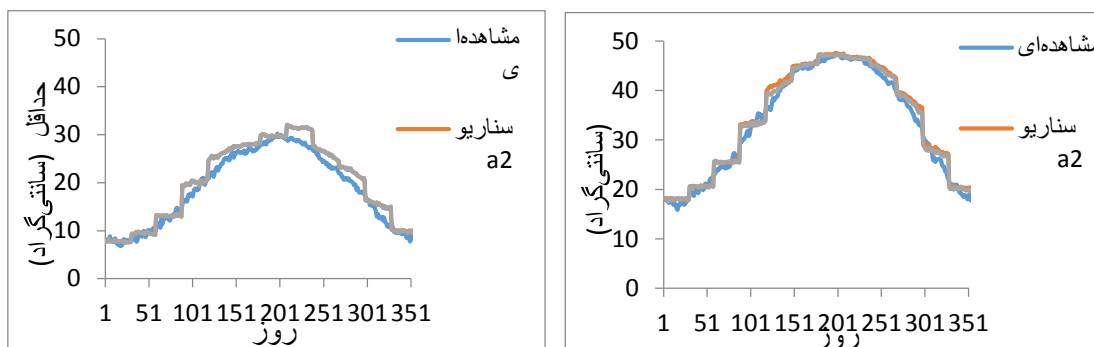 50
40
30
20
10
0
1 51 101 151 201 251 301 351
روز
حداقل (سانتی‌گراد)
مشاهده‌ا
ی
سناریو
a2
50
40
30
20
10
0
1 51 101 151 201 251 301 351
روز
(سانتی‌گراد)
مشاهده‌ای
سناریو
a2